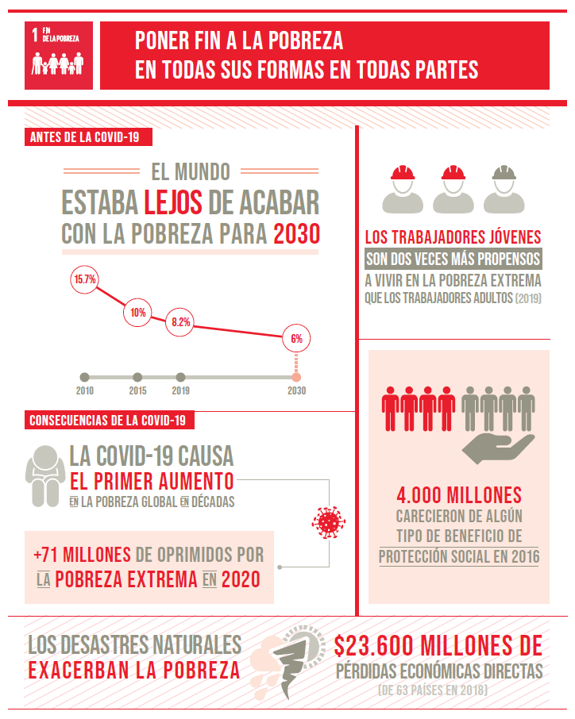 1 FIN
DE LA POBREZA
PONER FIN A LA POBREZA
EN TODAS SUS FORMAS EN TODAS PARTES
ANTES DE LA COVID-19
EL MUNDO
ESTABA LEJOS DE ACABAR
CON LA POBREZA PARA 2030
15.7%
10%
8.2%
6%
2010
2015
2019
2030
LOS TRABAJADORES JÓVENES
SON DOS VECES MÁS PROPENSOS
A VIVIR EN LA POBREZA EXTREMA
QUE LOS TRABAJADORES ADULTOS (2019)
CONSECUENCIAS DE LA COVID-19
LA COVID-19 CAUSA
EL PRIMER AUMENTO
EN LA POBREZA GLOBAL EN DÉCADAS
+71 MILLONES DE OPRIMIDOS POR
LA POBREZA EXTREMA EN 2020
4.000 MILLONES
CARECIERON DE ALGÚN
TIPO DE BENEFICIO DE
PROTECCIÓN SOCIAL EN 2016
LOS DESASTRES NATURALES
EXACERBAN LA POBREZA
$23.600 MILLONES DE
PÉRDIDAS ECONÓMICAS DIRECTAS
(DE 63 PAÍSES EN 2018)